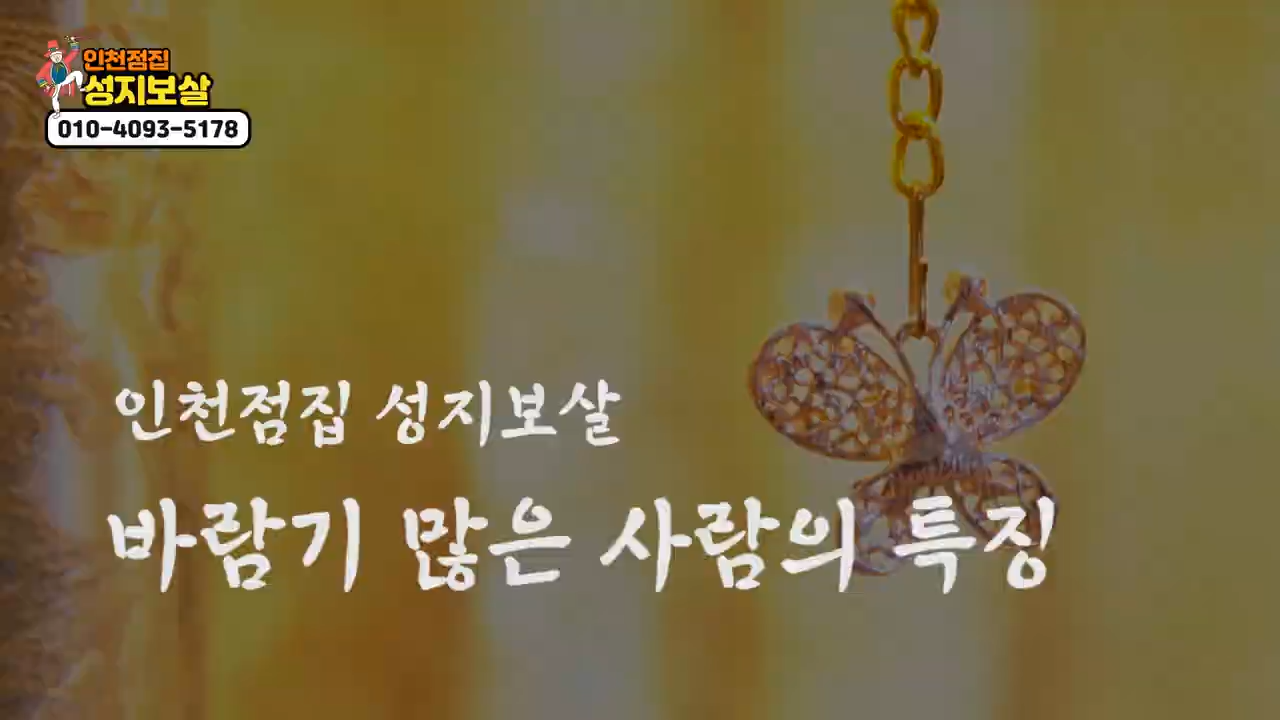 인천점집
성지보살
010-4093-5178
인천점집 성지보살
바람기 많은 사람의 특징